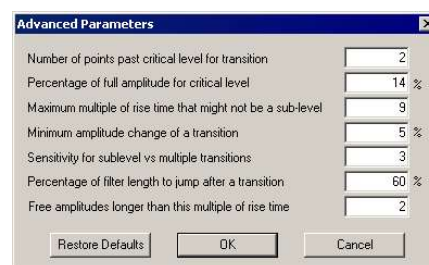 Advanced Parameters
Number of points past critical level for transition 2
Percentage of full amplitude for critical level 14 %
Maximum multiple of rise time that might not be a sub-level 9
Minimum amplitude change of a transition 5 %
Sensitivity for sublevel vs multiple transitions 3
Percentage of filter length to jump after a transition 60 %
Free amplitudes longer than this multiple of rise time 2
Restore Defaults OK Cancel